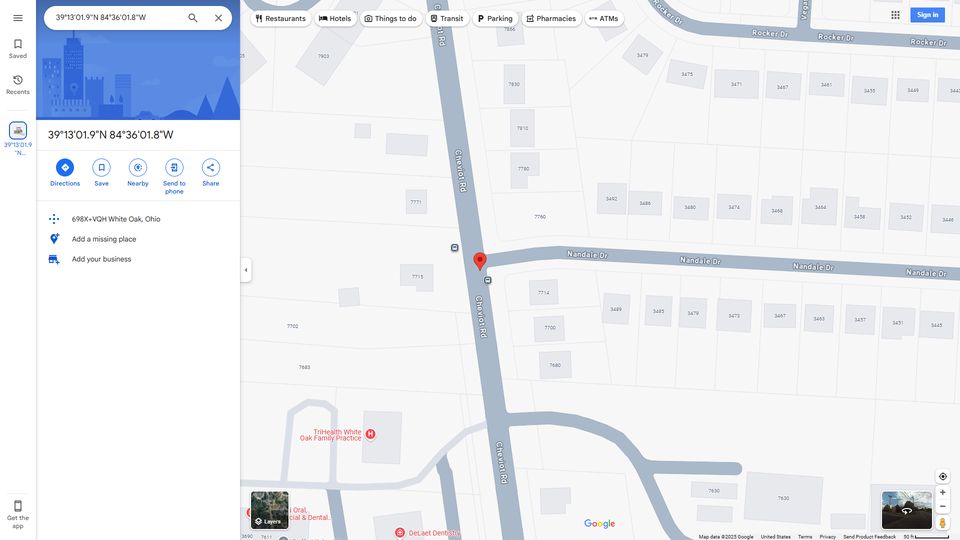 39°13'01.9"N 84°36'01.8"W
Restaurants
Hotels
Things to do
Transit
Parking
Pharmacies
ATMs
Sign in
Saved
Recents
39°13'01.9
"N...
39°13'01.9"N 84°36'01.8"W
Directions
Save
Nearby
Send to
phone
Share
698X+VQH White Oak, Ohio
Add a missing place
Add your business
Get the
app
Rocker Dr
Rocker Dr
Rocker Dr
Rocker Dr
Vega
Rd
7903
7866
7830
7810
7780
7760
3479
3475
3471
3467
3461
3455
3449
Cheviot Rd
7771
3492
3486
3480
3474
3468
3464
3458
3452
3446
Nandale Dr
Nandale Dr
Nandale Dr
Nandale Dr
7715
7714
7700
7680
3489
3485
3479
3473
3467
3463
3457
3451
3445
Cheviot Rd
7702
7683
TriHealth White
Oak Family Practice
H
Cheviot Rd
7630
7630
Oral,
cial & Dental...
DeLaet Dentistry
3690
7271
Layers
Google
Map data ©2025 Google
United States
Terms
Privacy
Send Product Feedback
50 ft